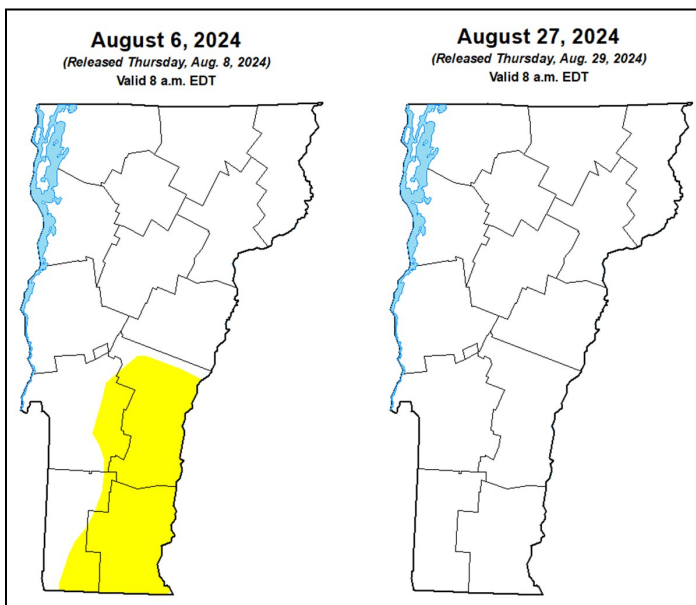 August 6, 2024
(Released Thursday, Aug. 8, 2024)
Valid 8 a.m. EDT
August 27, 2024
(Released Thursday, Aug. 29, 2024)
Valid 8 a.m. EDT